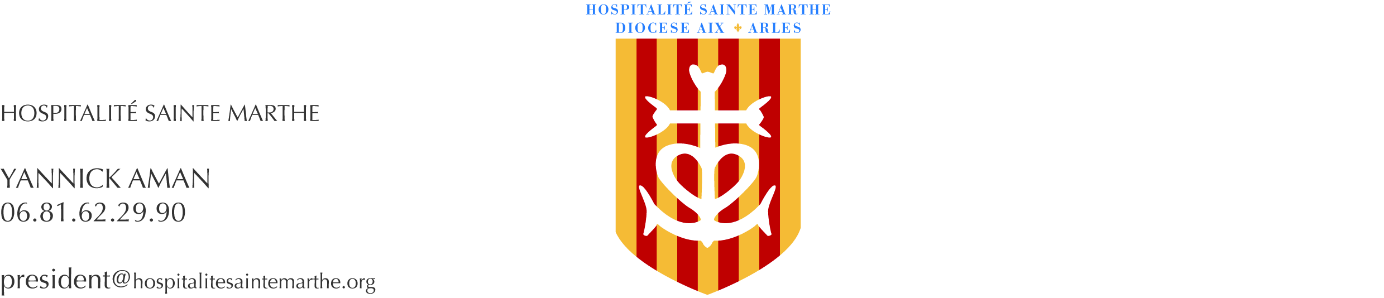 HOSPITALITÉ SAINTE MARTHE
DIOCESE AIX + ARLES
HOSPITALITÉ SAINTE MARTHE
YANNICK AMAN
06.81.62.29.90
president@hospitalitesaintemarthe.org